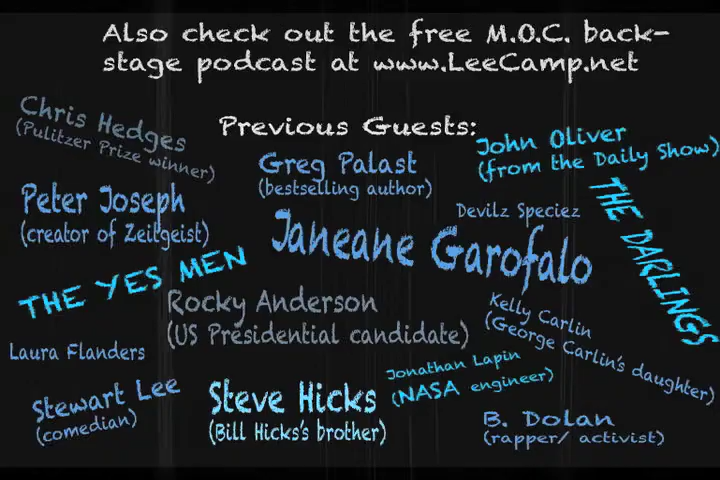 Also check out the free M.O.C. back-
stage podcast at www.LeeCamp.net
Previous Guests:
Chris Hedges
(Pulitzer Prize winner)
Greg Palast
(bestselling author)
John Oliver
(from the Daily Show)
Peter Joseph
(creator of Zeitgeist)
Devilz Speciez
Janeane Garofalo
THE DARLINGS
THE YES MEN
Rocky Anderson
(US Presidential candidate)
Kelly Carlin
(George Carlin's daughter)
Laura Flanders
Jonathan Lapin
(NASA engineer)
Stewart Lee
(comedian)
Steve Hicks
(Bill Hicks's brother)
B. Dolan
(rapper/ activist)